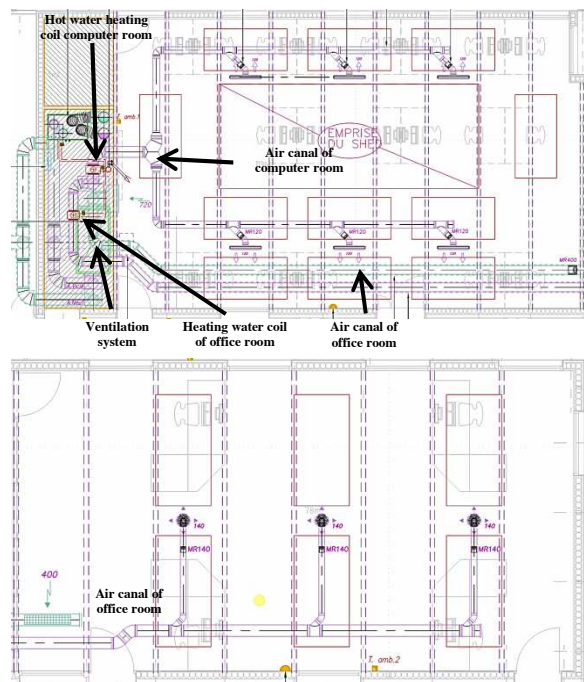 Hot water heating
coil computer room
T. amb.1
L'EMPRISE
DU SHED
Air canal of
computer room
720
MR120 MR120 MR120
MR400
Ventilation
system
Heating water coil
of office room
Air canal of
office room
140 140 140
MR140 MR140 MR140
400
Air canal of
office room
T. amb.2